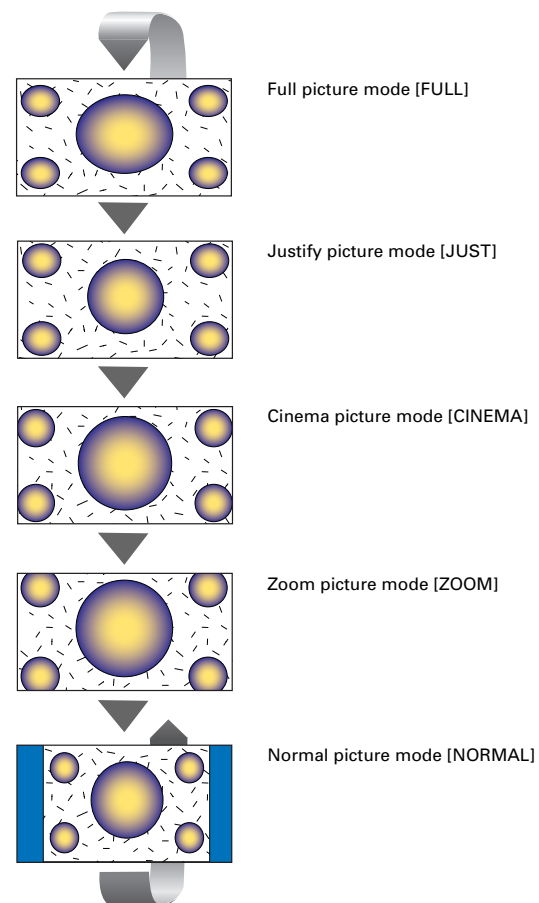 Full picture mode [FULL]
Justify picture mode [JUST]
Cinema picture mode [CINEMA]
Zoom picture mode [ZOOM]
Normal picture mode [NORMAL]